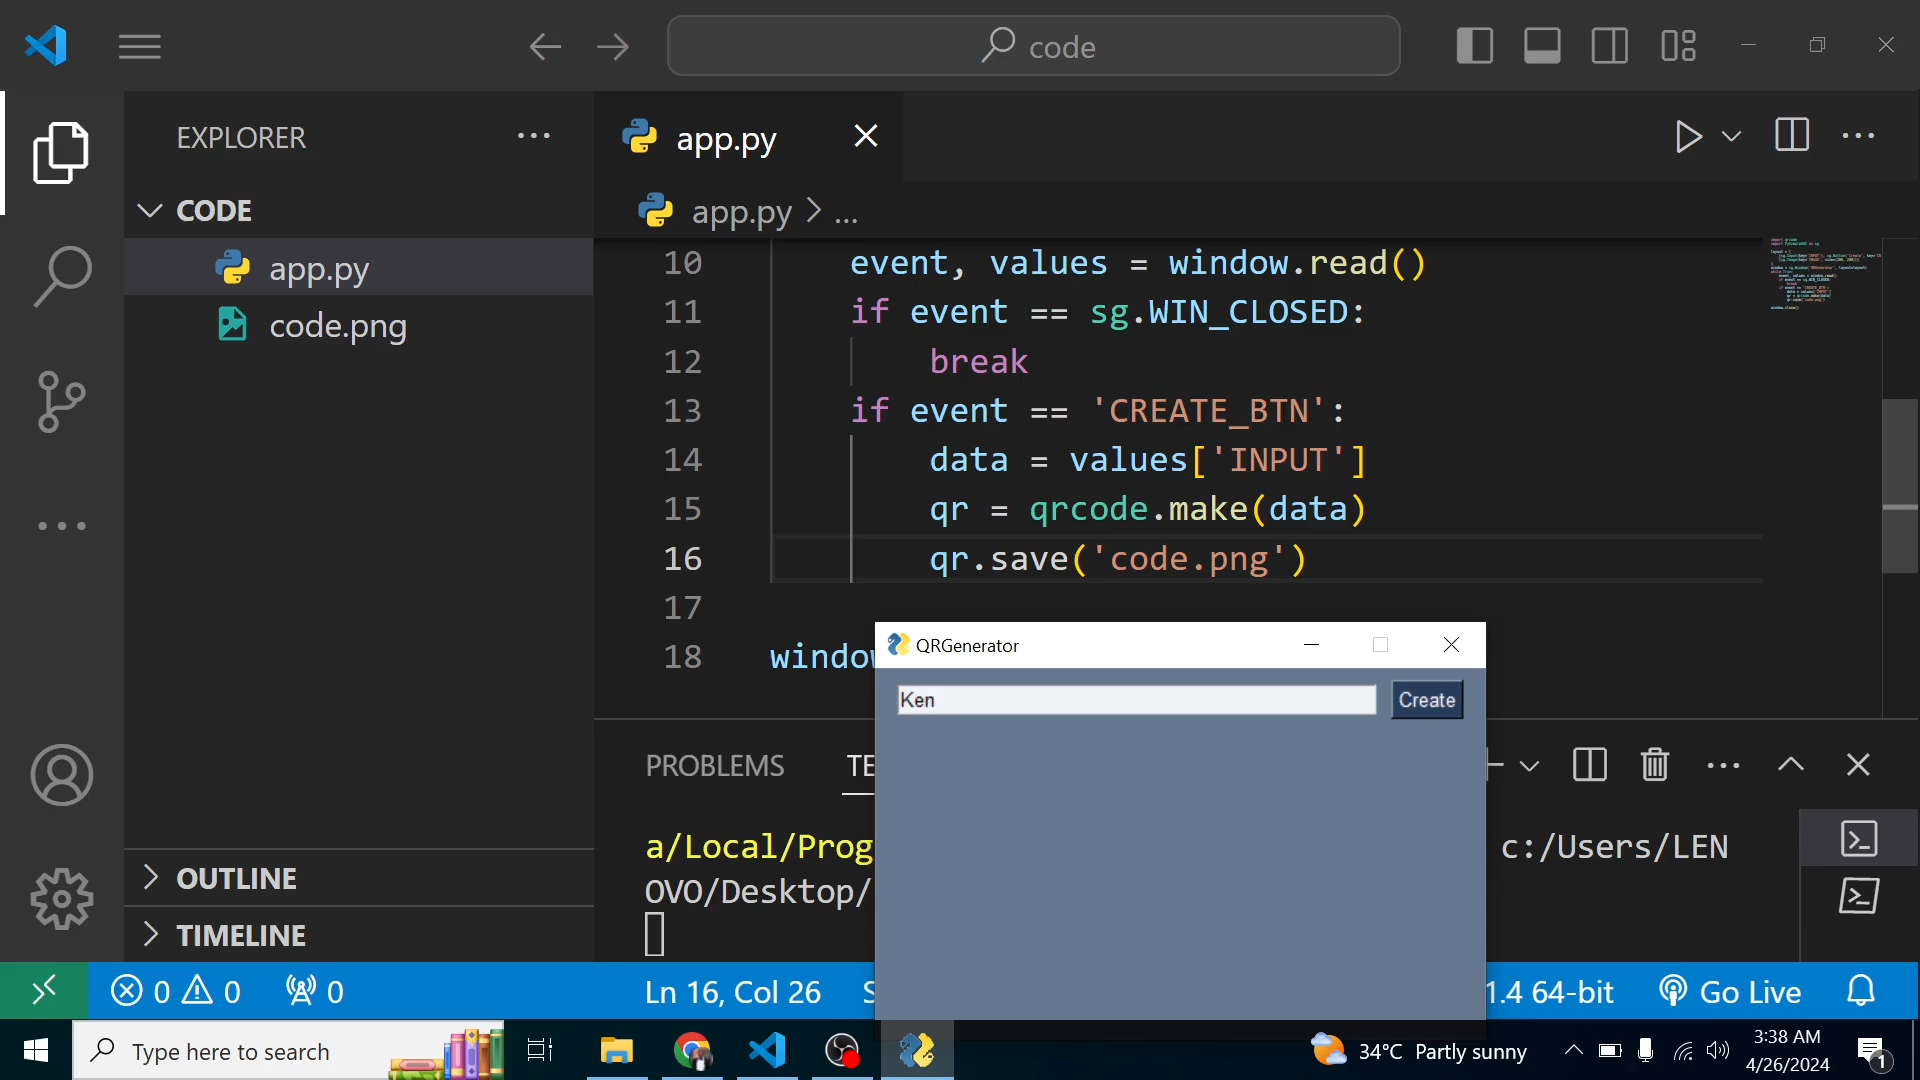 code
EXPLORER
app.py
CODE
app.py > ...
app.py
code.png
10 event, values = window.read()
11 if event == sg.WIN_CLOSED:
12 break
13 if event == 'CREATE_BTN':
14 data = values['INPUT']
15 qr = qrcode.make(data)
16 qr.save('code.png')
17
18 window
QRGenerator
Ken
Create
PROBLEMS
TE
a/Local/Prog
c:/Users/LEN
OVO/Desktop/
OUTLINE
TIMELINE
0 0 0
Ln 16, Col 26
1.4 64-bit
Go Live
Type here to search
34°C Partly sunny
3:38 AM
4/26/2024
1